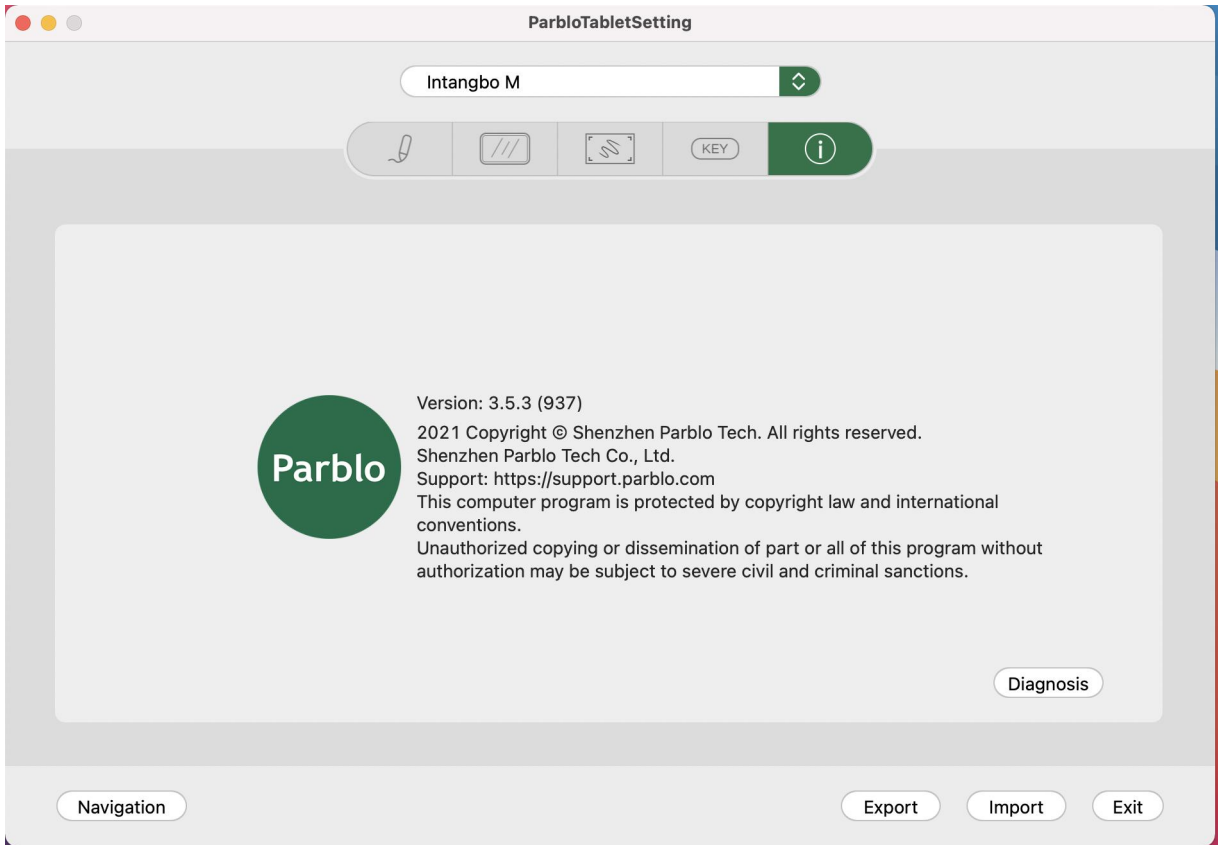 ParbloTabletSetting
Intangbo M
KEY
Parblo
Version: 3.5.3 (937)
2021 Copyright © Shenzhen Parblo Tech. All rights reserved.
Shenzhen Parblo Tech Co., Ltd.
Support: https://support.parblo.com
This computer program is protected by copyright law and international
conventions.
Unauthorized copying or dissemination of part or all of this program without
authorization may be subject to severe civil and criminal sanctions.
Diagnosis
Navigation
Export
Import
Exit